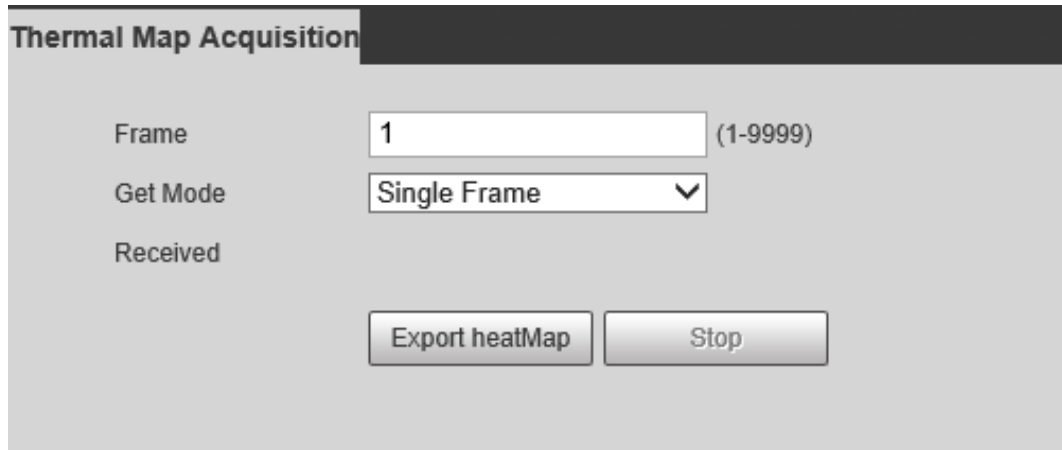 Thermal Map Acquisition
Frame 1 (1-9999)
Get Mode Single Frame
Received
Export heatMap Stop